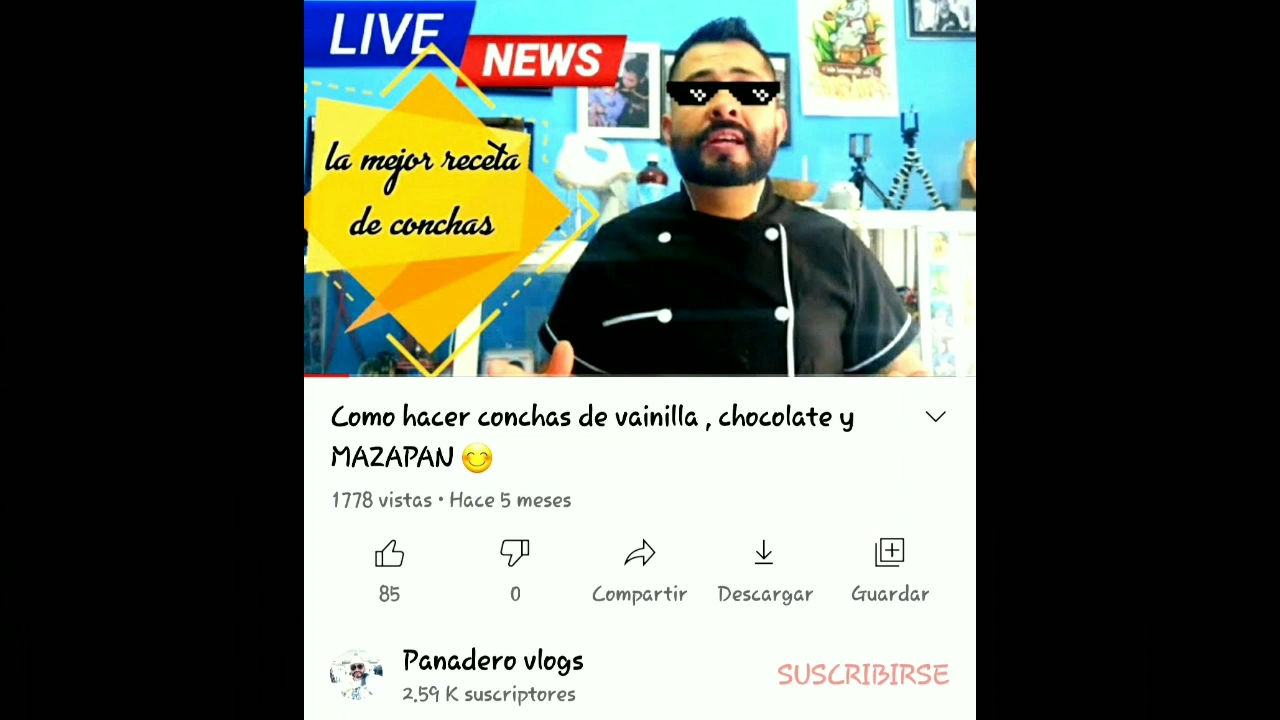 LIVE
NEWS
la mejor receta
de conchas
Como hacer conchas de vainilla , chocolate y
MAZAPAN 😊
1778 vistas • Hace 5 meses
85
0
Compartir
Descargar
Guardar
Panadero vlogs
2.59 K suscriptores
SUSCRIBIRSE